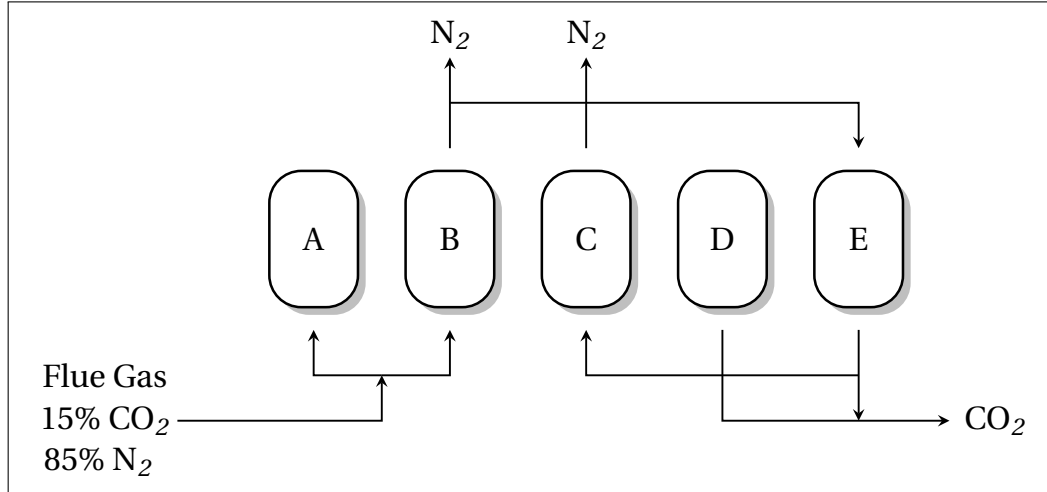 N₂ N₂
A B C D E
Flue Gas
15% CO₂
85% N₂
CO₂